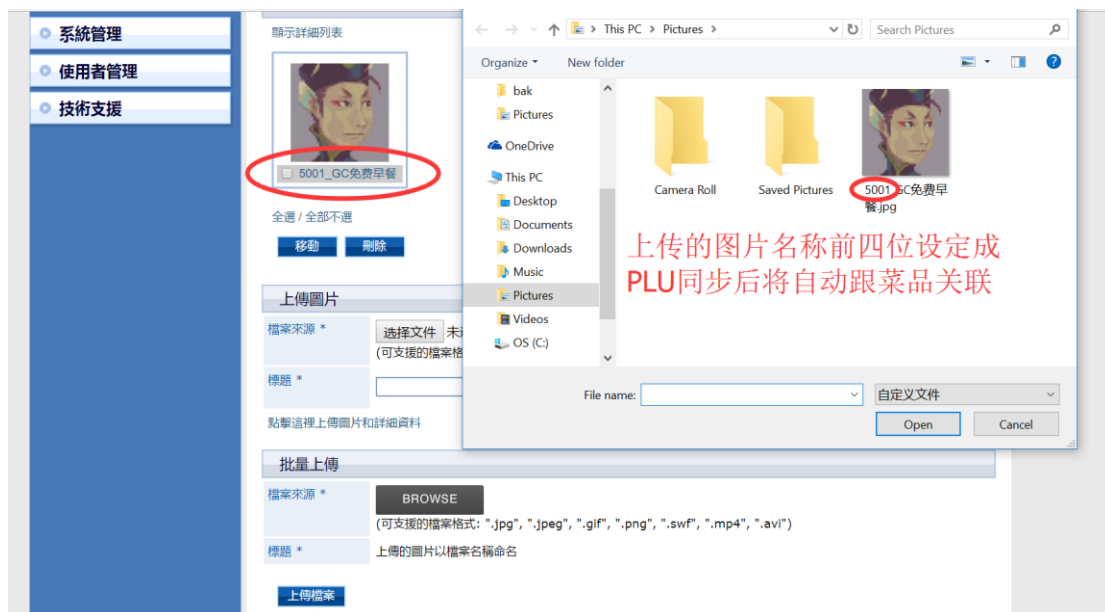 系統管理
使用者管理
技術支援
顯示詳細列表
5001_GC免费早餐
全選 / 全部不選
移動
刪除
上傳圖片
檔案來源 *
选择文件
(可支援的檔案格
標題 *
點擊這裡上傳圖片和詳細資料
批量上傳
檔案來源 *
BROWSE
(可支援的檔案格式: ".jpg", ".jpeg", ".gif", ".png", ".swf", ".mp4", ".avi")
標題 *
上傳的圖片以檔案名稱命名
上傳檔案
This PC > Pictures >
Search Pictures
Organize
New folder
bak
Pictures
OneDrive
This PC
Desktop
Documents
Downloads
Music
Pictures
Videos
OS (C:)
Camera Roll
Saved Pictures
5001_GC免费早
餐.jpg
上传的图片名称前四位设定成
PLU同步后将自动跟菜品关联
File name:
自定义文件
Open
Cancel